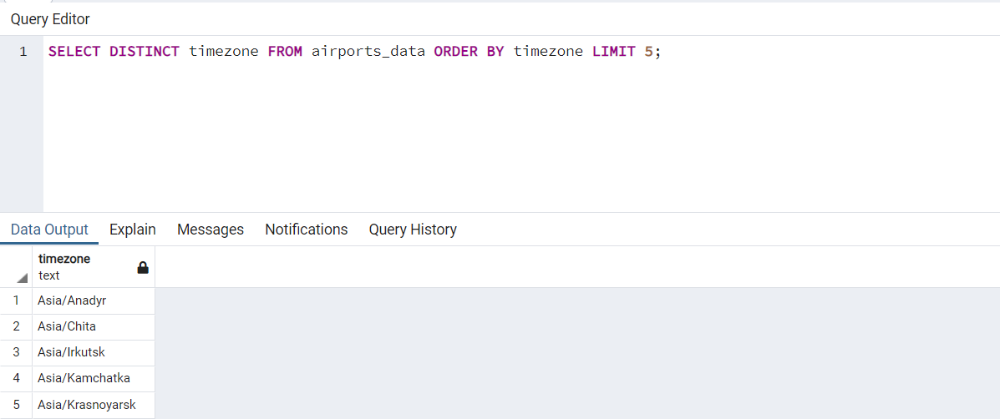 Query Editor
1 SELECT DISTINCT timezone FROM airports_data ORDER BY timezone LIMIT 5;
Data Output Explain Messages Notifications Query History
timezone
text
1 Asia/Anadyr
2 Asia/Chita
3 Asia/Irkutsk
4 Asia/Kamchatka
5 Asia/Krasnoyarsk